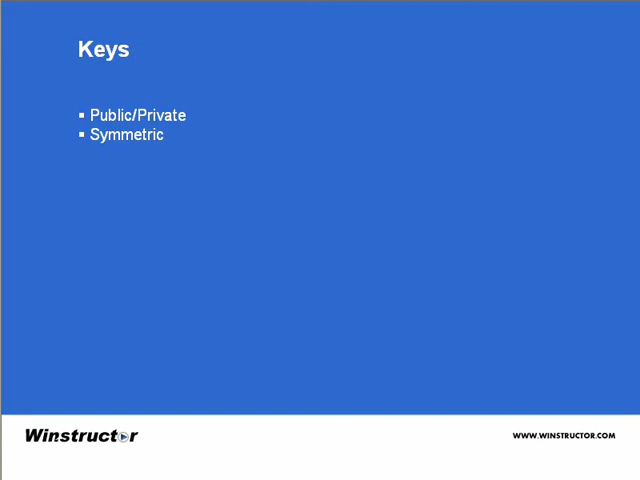 Keys
▪ Public/Private
▪ Symmetric
Winstructor
WWW.WINSTRUCTOR.COM